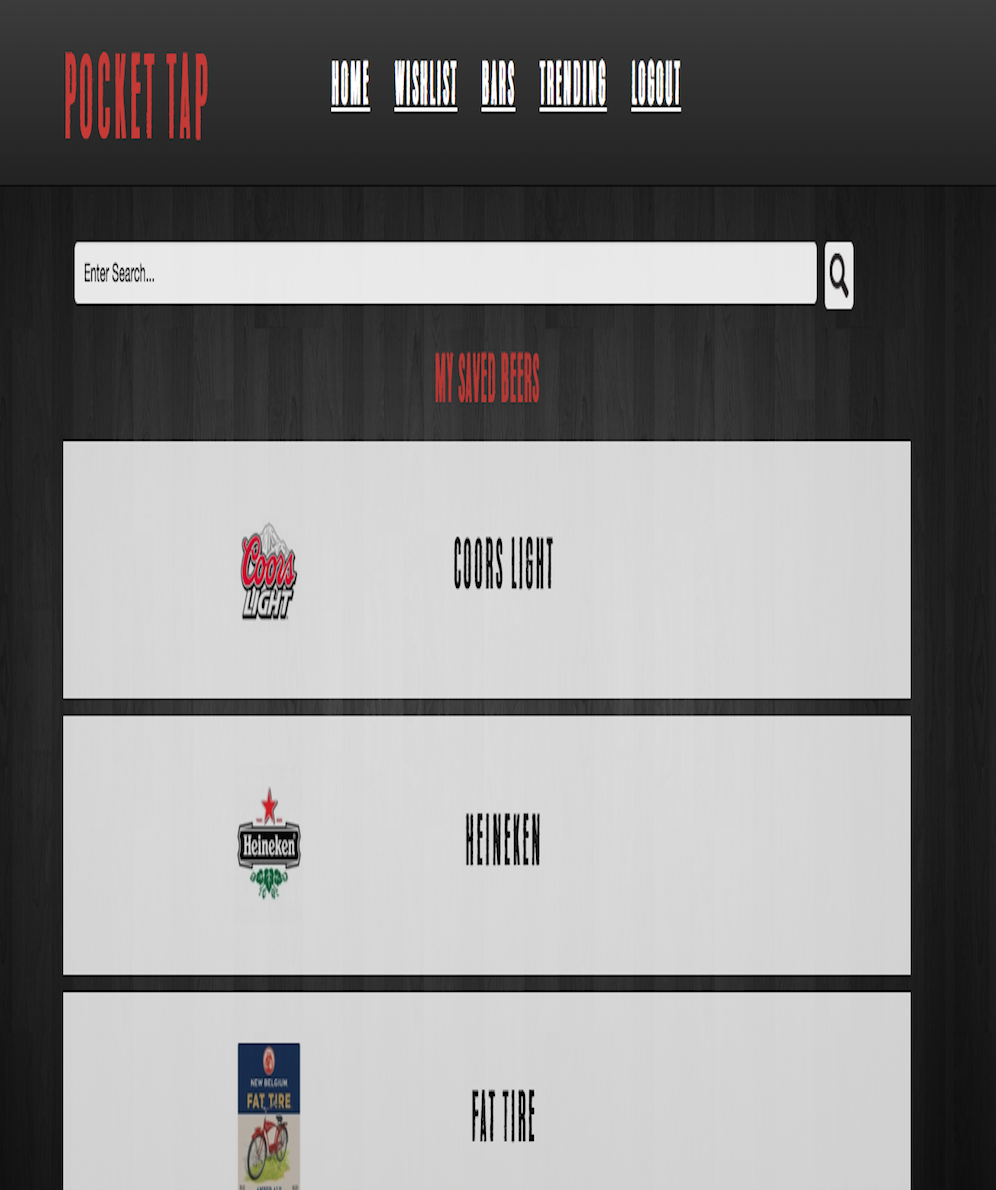 POCKET TAP
HOME WISHLIST BARS TRENDING LOGOUT
Enter Search...
MY SAVED BEERS
Coors
LIGHT
COORS LIGHT
Heineken
HEINEKEN
NEW BELGIUM
FAT TIRE
FAT TIRE